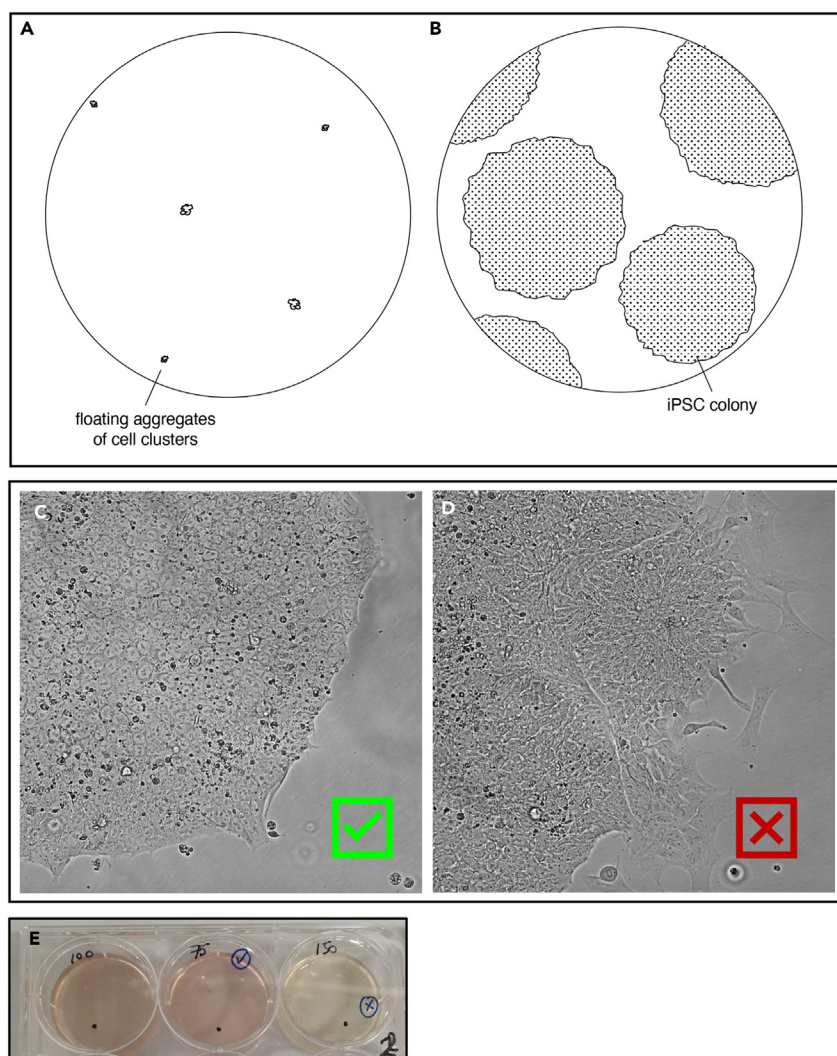 A
B
floating aggregates
of cell clusters
iPSC colony
C
D
E
100
75
150
2